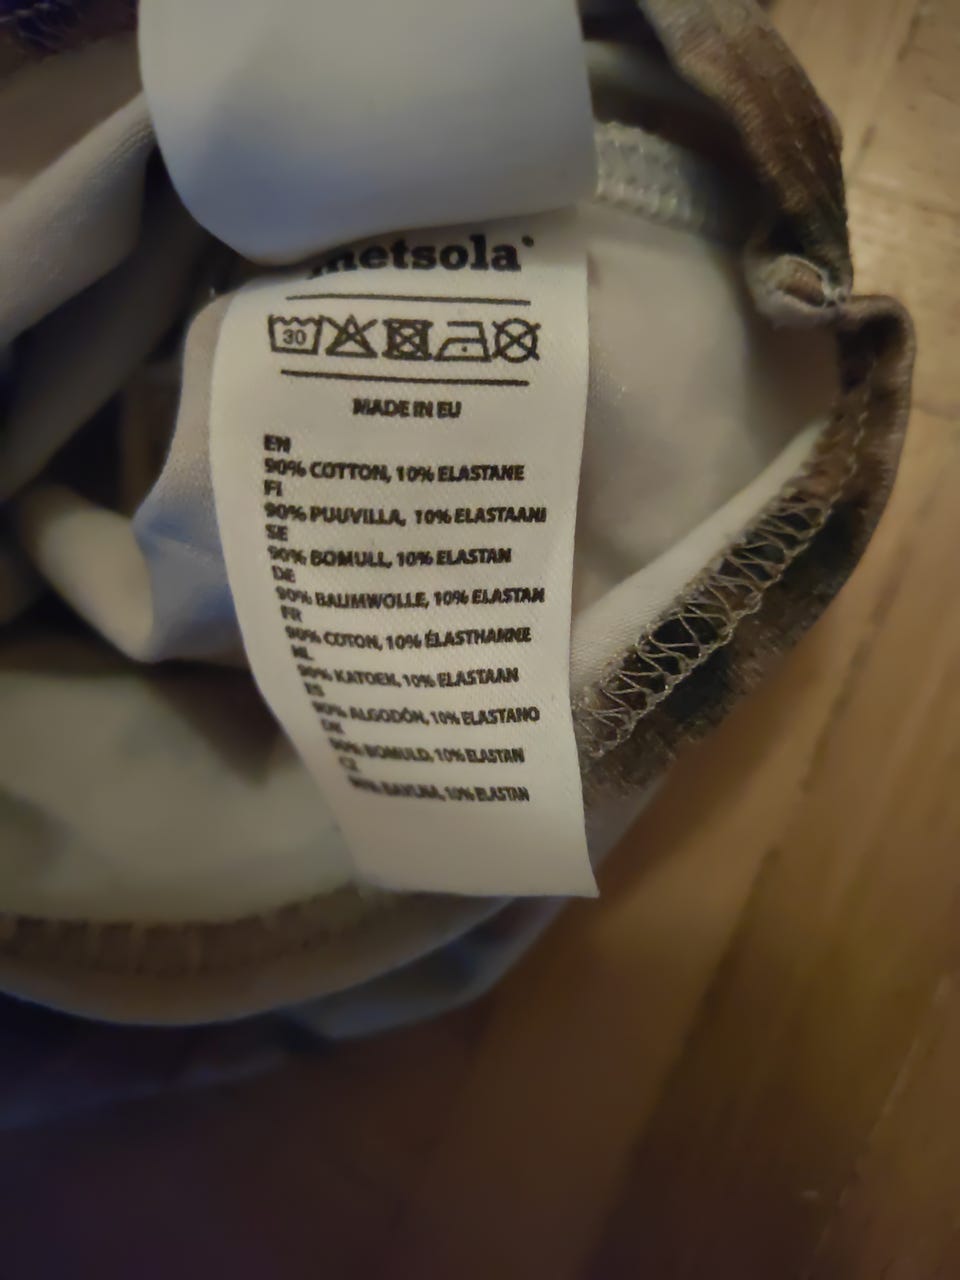 metsola
30
MADE IN EU
EN
90% COTTON, 10% ELASTANE
FI
90% PUUVILLA, 10% ELASTAANI
SE
90% BOMULL, 10% ELASTAN
DE
90% BAUMWOLLE, 10% ELASTAN
FR
90% COTON, 10% ÉLASTHANNE
NL
90% KATOEN, 10% ELASTAAN
ES
90% ALGODÓN, 10% ELASTANO
DK
90% BOMULD, 10% ELASTAN
CZ
90% BAVLNA, 10% ELASTAN